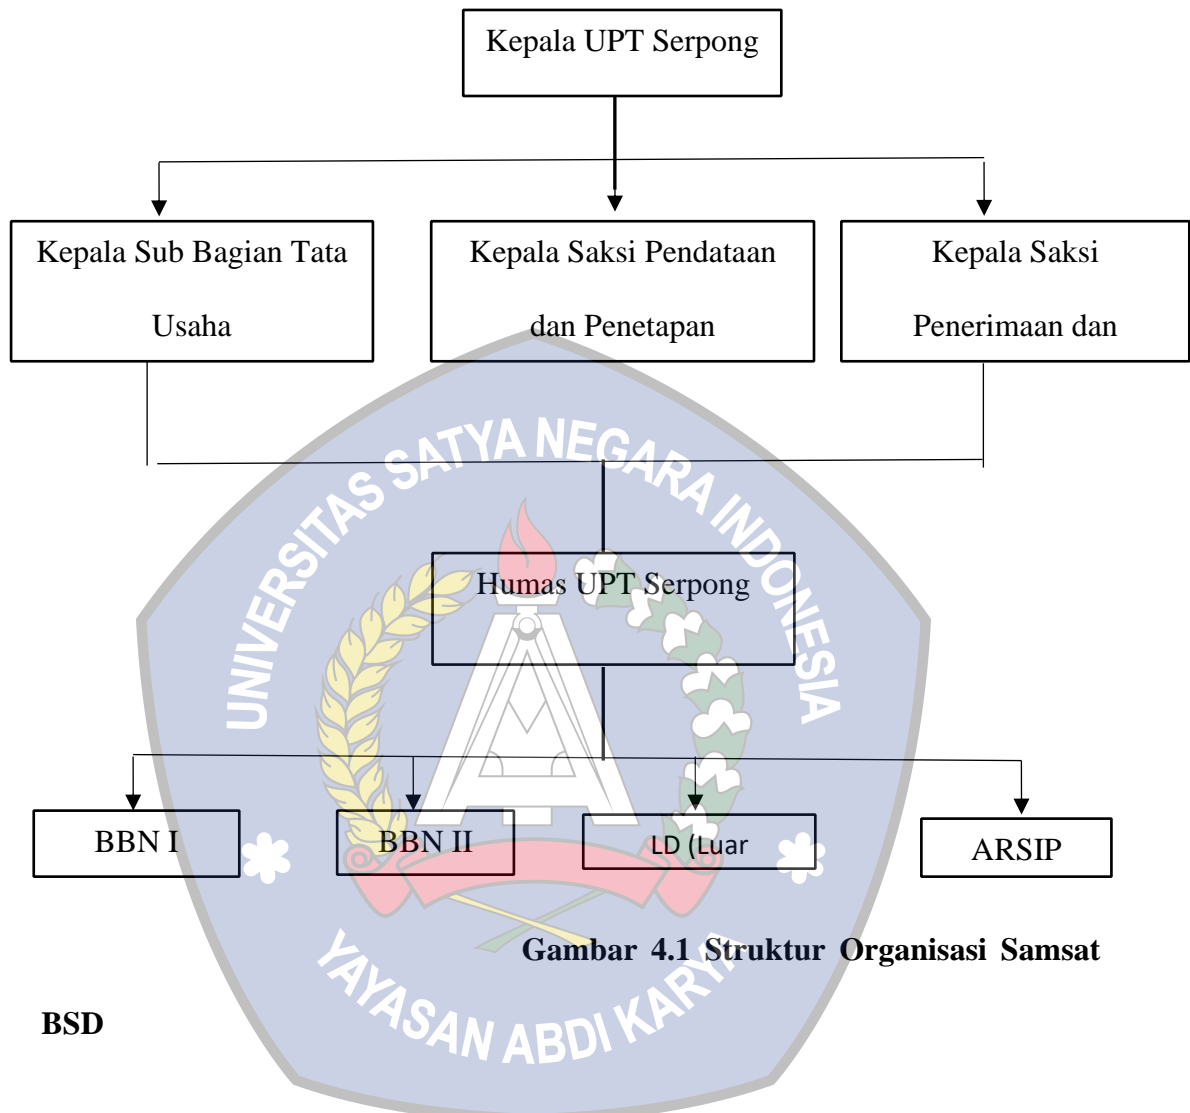 Kepala UPT Serpong
Kepala Sub Bagian Tata
Usaha
Kepala Saksi Pendataan
dan Penetapan
Kepala Saksi
Penerimaan dan
UNIVERSITAS SATYA NEGARA INDONESIA
Humas UPT Serpong
BBN I
BBN II
LD (Luar
ARSIP
YAYASAN ABDI KARYA
Gambar 4.1 Struktur Organisasi Samsat
BSD